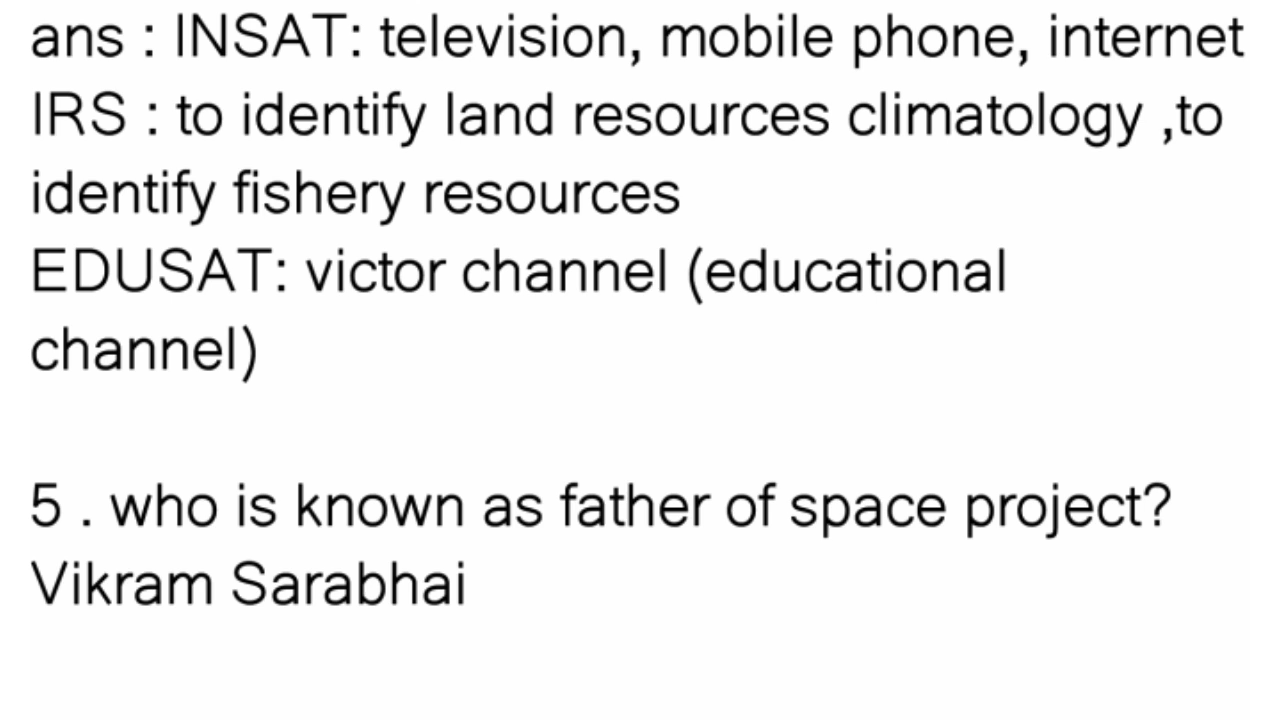 ans : INSAT: television, mobile phone, internet
IRS : to identify land resources climatology ,to
identify fishery resources
EDUSAT: victor channel (educational
channel)
5 . who is known as father of space project?
Vikram Sarabhai